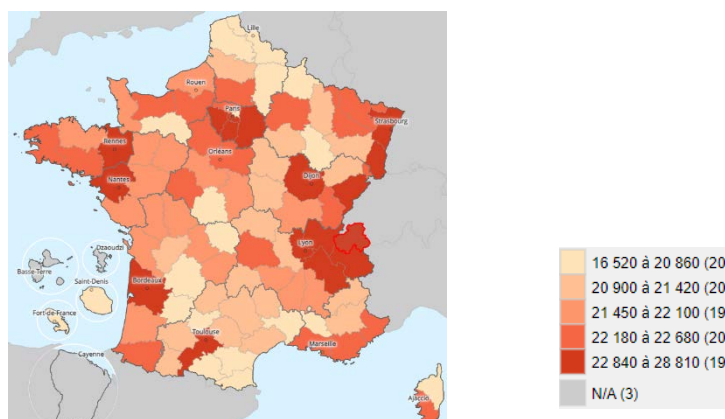 Lille
Rouen
Paris
Strasbourg
Rennes
Orléans
Nantes
Dijon
Lyon
Dzaoudzi
Basse-Terre
Saint-Denis
Bordeaux
Fort-de-France
Toulouse
Marseille
Cayenne
Ajaccio
16 520 à 20 860 (20
20 900 à 21 420 (20
21 450 à 22 100 (19
22 180 à 22 680 (20
22 840 à 28 810 (19
N/A (3)